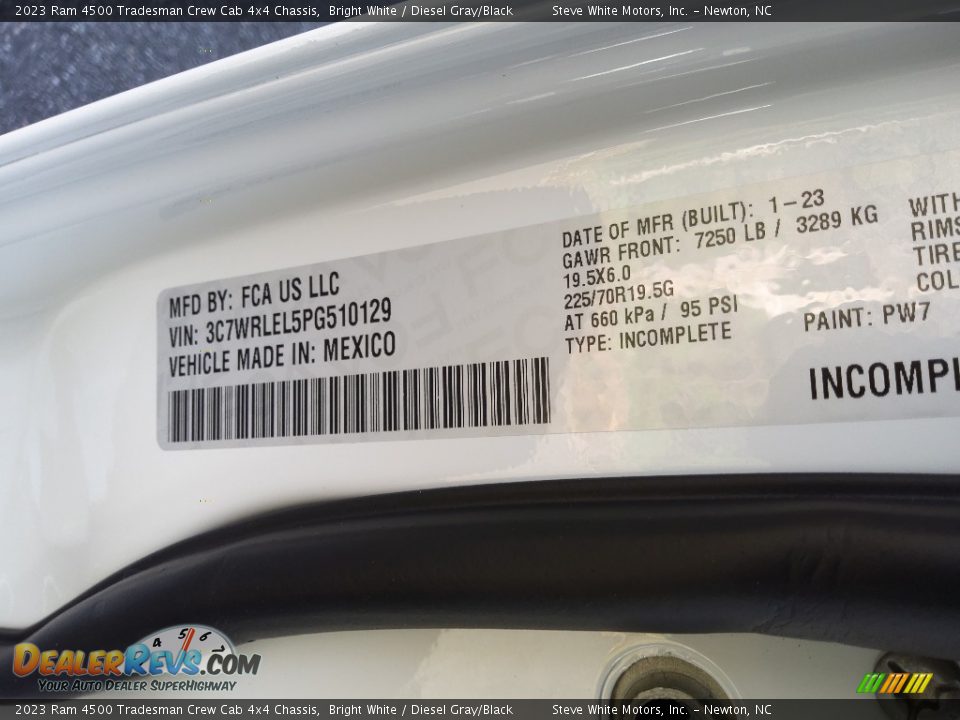 2023 Ram 4500 Tradesman Crew Cab 4x4 Chassis, Bright White / Diesel Gray/Black Steve White Motors, Inc. – Newton, NC
MFD BY: FCA US LLC
VIN: 3C7WRLEL5PG510129
VEHICLE MADE IN: MEXICO
DATE OF MFR (BUILT): 1-23
GAWR FRONT: 7250 LB / 3289 KG
19.5X6.0
225/70R19.5G
AT 660 kPa / 95 PSI
TYPE: INCOMPLETE
WITH
RIMS
TIRE
COL
PAINT: PW7
INCOMPL
4 5 6
DEALERREVS.COM
YOUR AUTO DEALER SUPERHIGHWAY
2023 Ram 4500 Tradesman Crew Cab 4x4 Chassis, Bright White / Diesel Gray/Black Steve White Motors, Inc. – Newton, NC